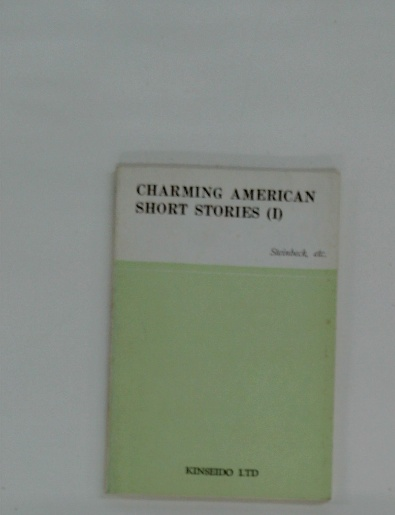 CHARMING AMERICAN
SHORT STORIES (I)
Steinbeck, etc.
KINSEIDO LTD